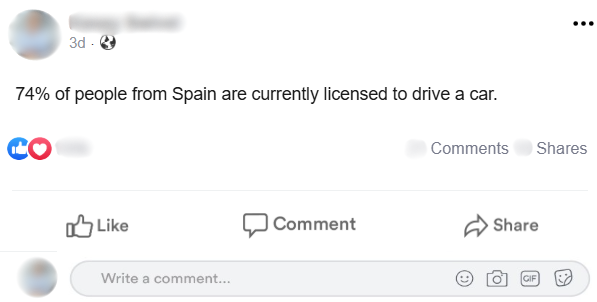 3d ·
74% of people from Spain are currently licensed to drive a car.
Comments Shares
Like Comment Share
Write a comment... GIF